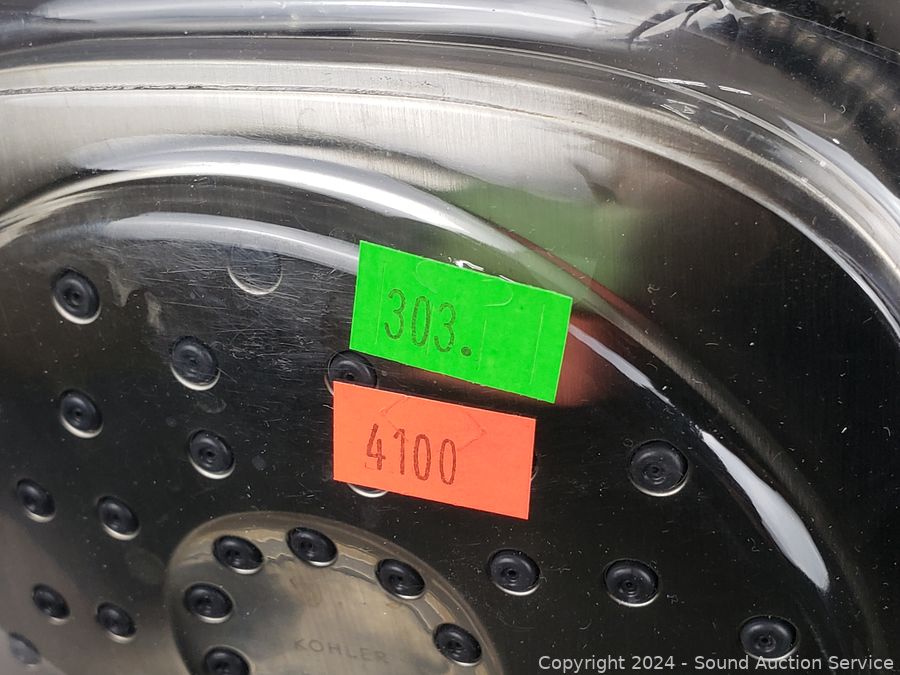 303.
4100
KOHLER
Copyright © 2024 - Sound Auction Service